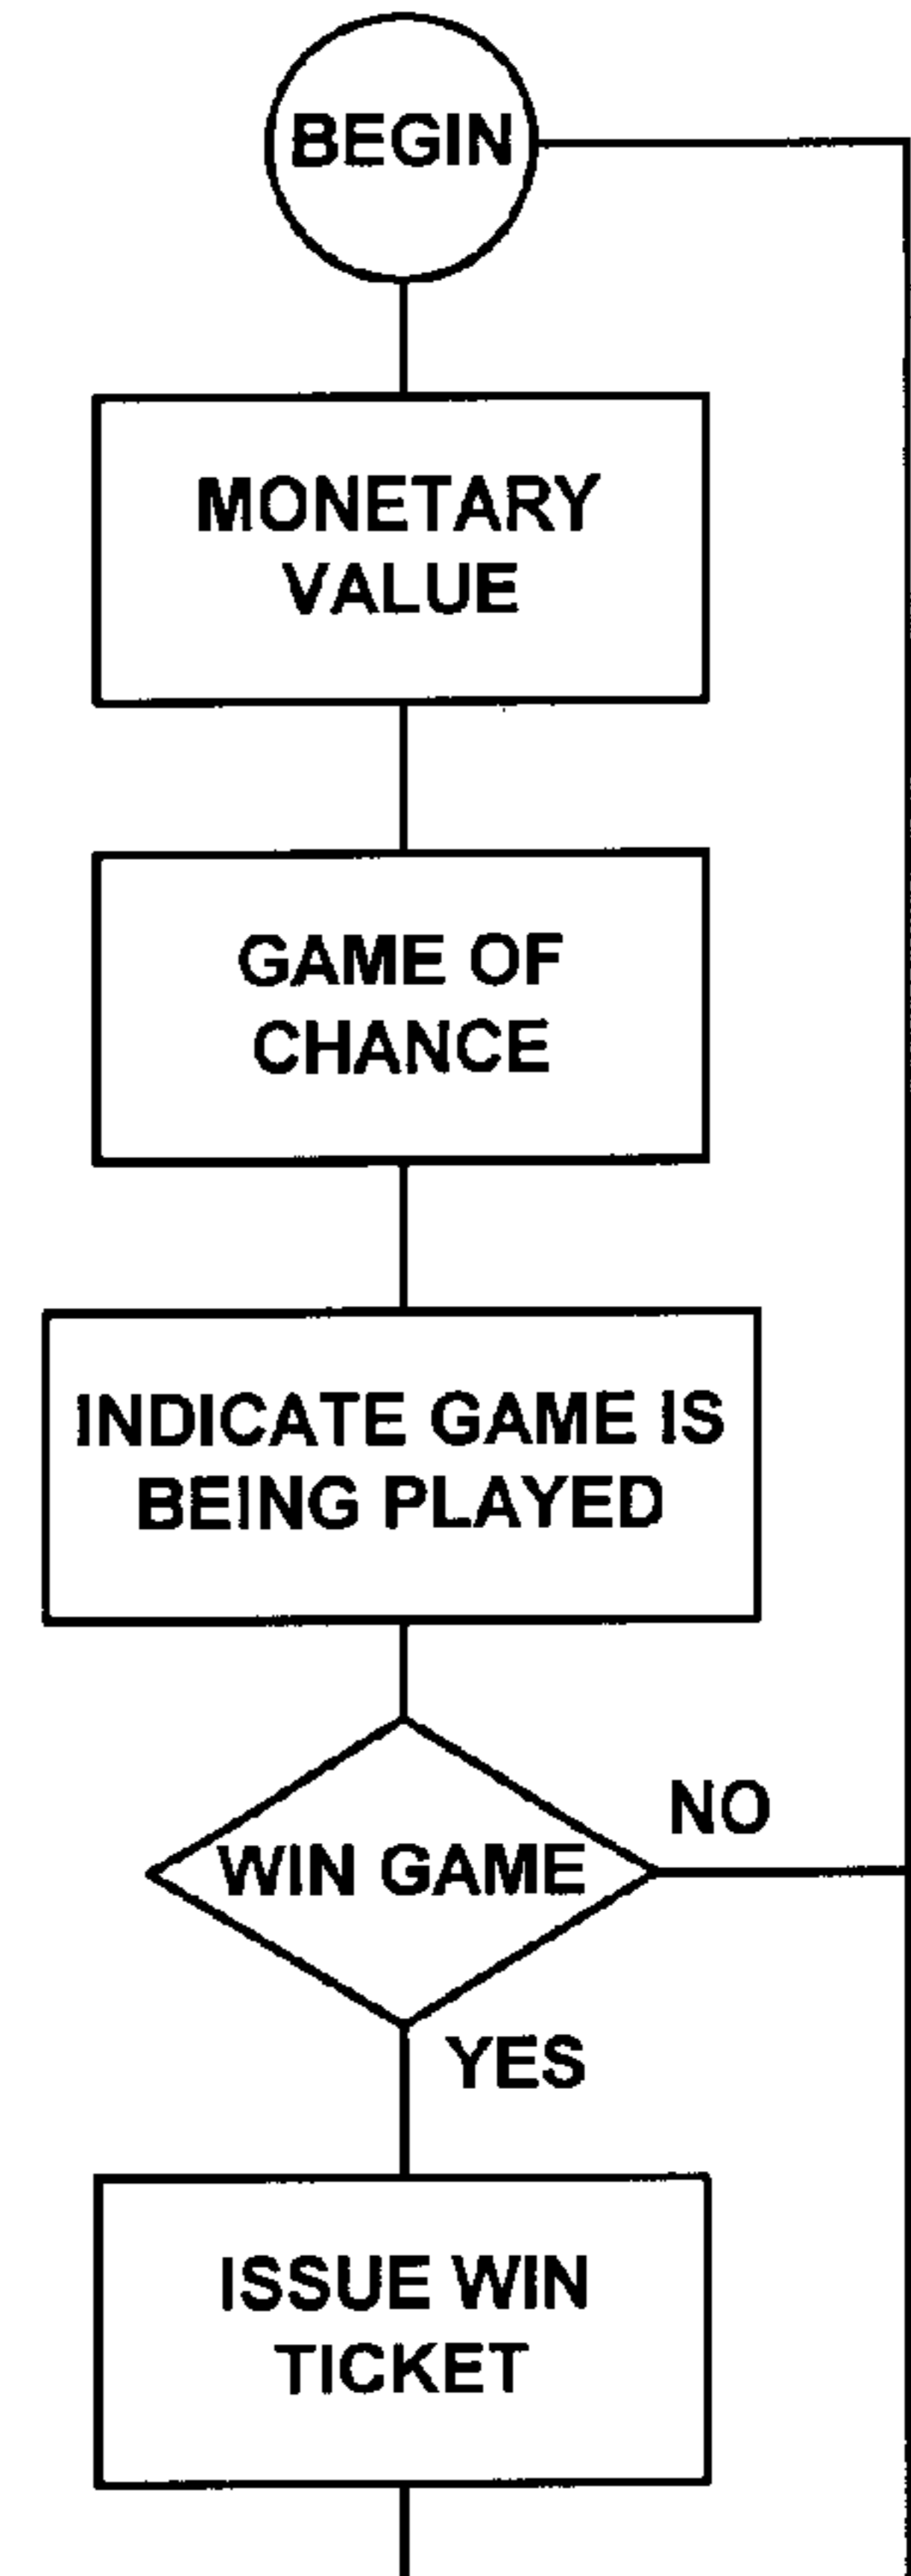 BEGIN
MONETARY
VALUE
GAME OF
CHANCE
INDICATE GAME IS
BEING PLAYED
WIN GAME
NO
YES
ISSUE WIN
TICKET